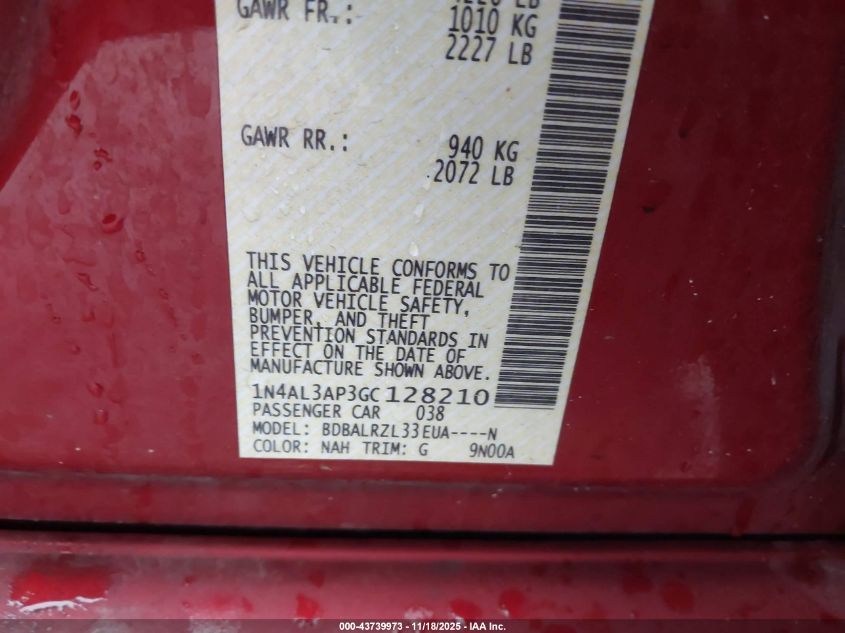 GAWR FR.:
1010 KG
2227 LB
GAWR RR.: 940 KG
2072 LB
THIS VEHICLE CONFORMS TO
ALL APPLICABLE FEDERAL
MOTOR VEHICLE SAFETY,
BUMPER, AND THEFT
PREVENTION STANDARDS IN
EFFECT ON THE DATE OF
MANUFACTURE SHOWN ABOVE.
1N4AL3AP3GC128210
PASSENGER CAR 038
MODEL: BDBALRZL33EUA----N
COLOR: NAH TRIM: G 9N00A
000-43739973 — 11/18/2025 — IAA Inc.